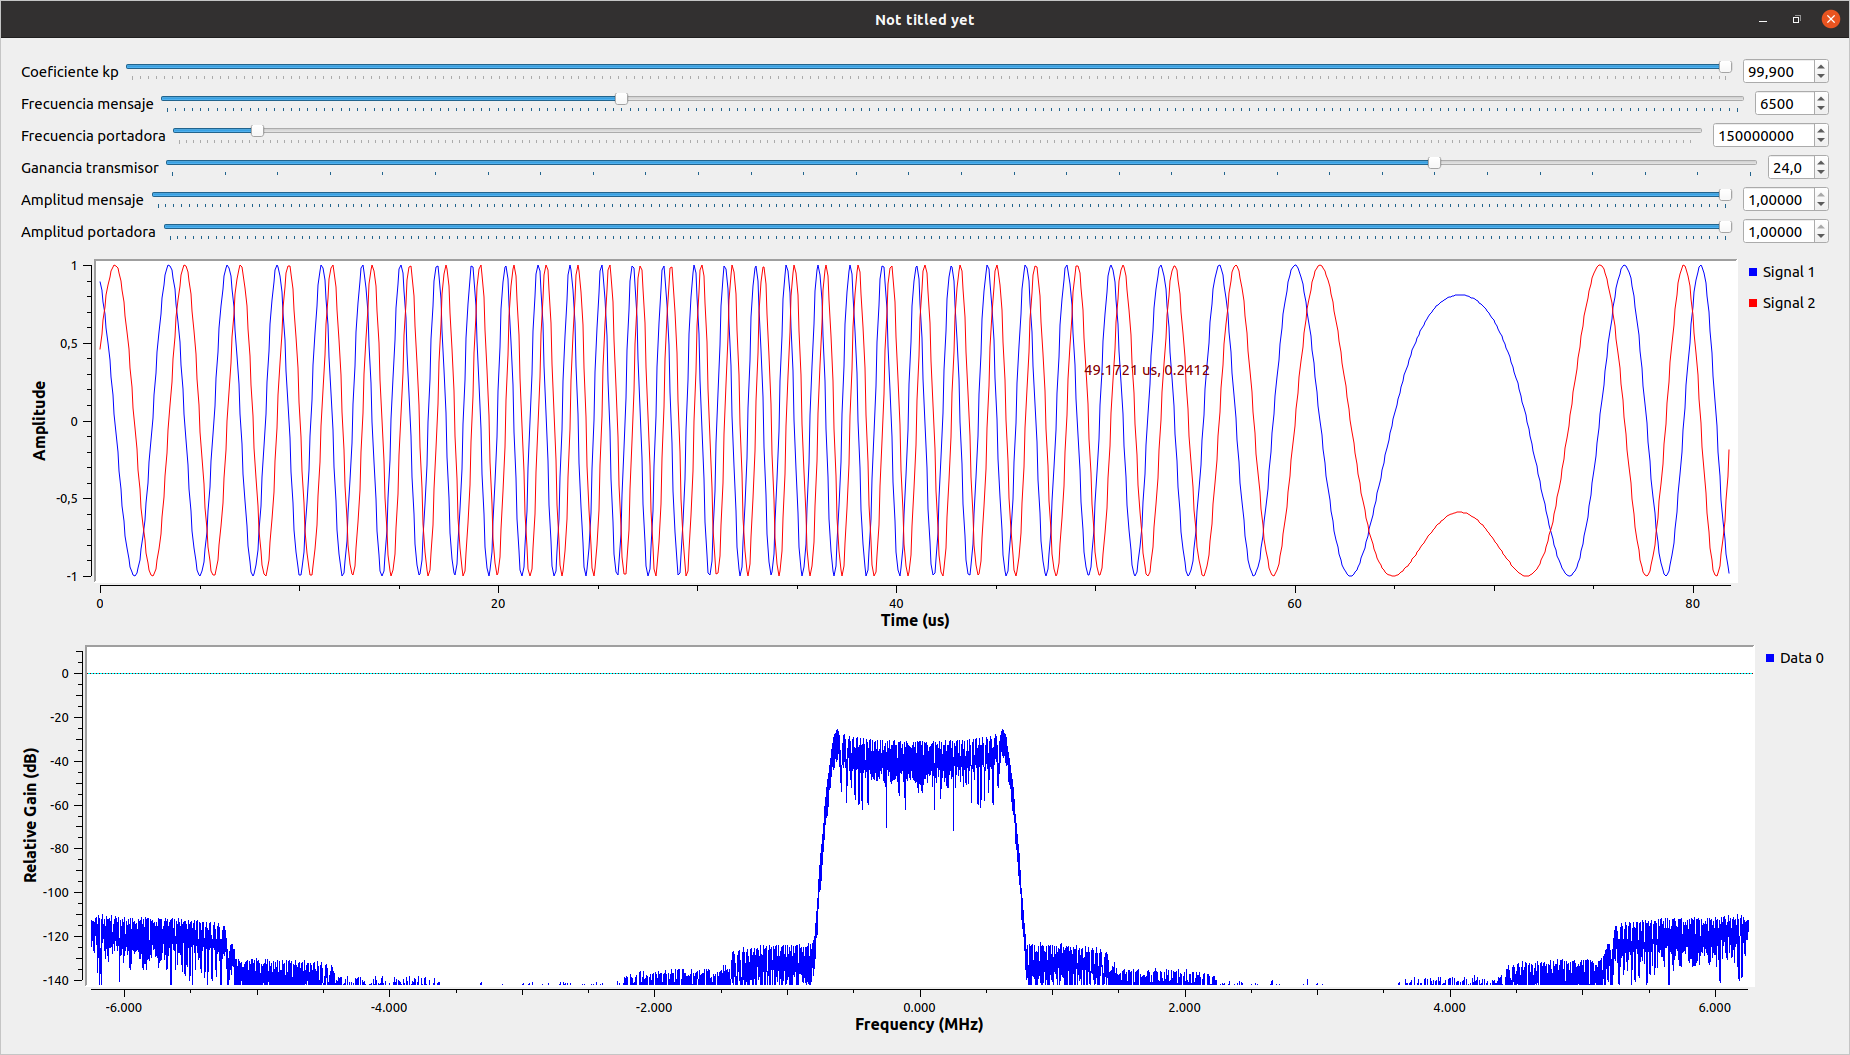 Not titled yet
Coeficiente kp 99,900
Frecuencia mensaje 6500
Frecuencia portadora 150000000
Ganancia transmisor 24,0
Amplitud mensaje 1,00000
Amplitud portadora 1,00000
Signal 1
Signal 2
1
0,5
0
-0,5
-1
Amplitude
49.1721 us, 0.2412
0 20 40 60 80
Time (us)
Data 0
0
-20
-40
-60
-80
-100
-120
-140
Relative Gain (dB)
-6.000 -4.000 -2.000 0.000 2.000 4.000 6.000
Frequency (MHz)